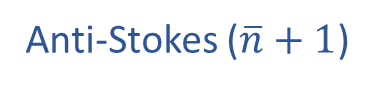 Anti-Stokes (n̅ + 1)